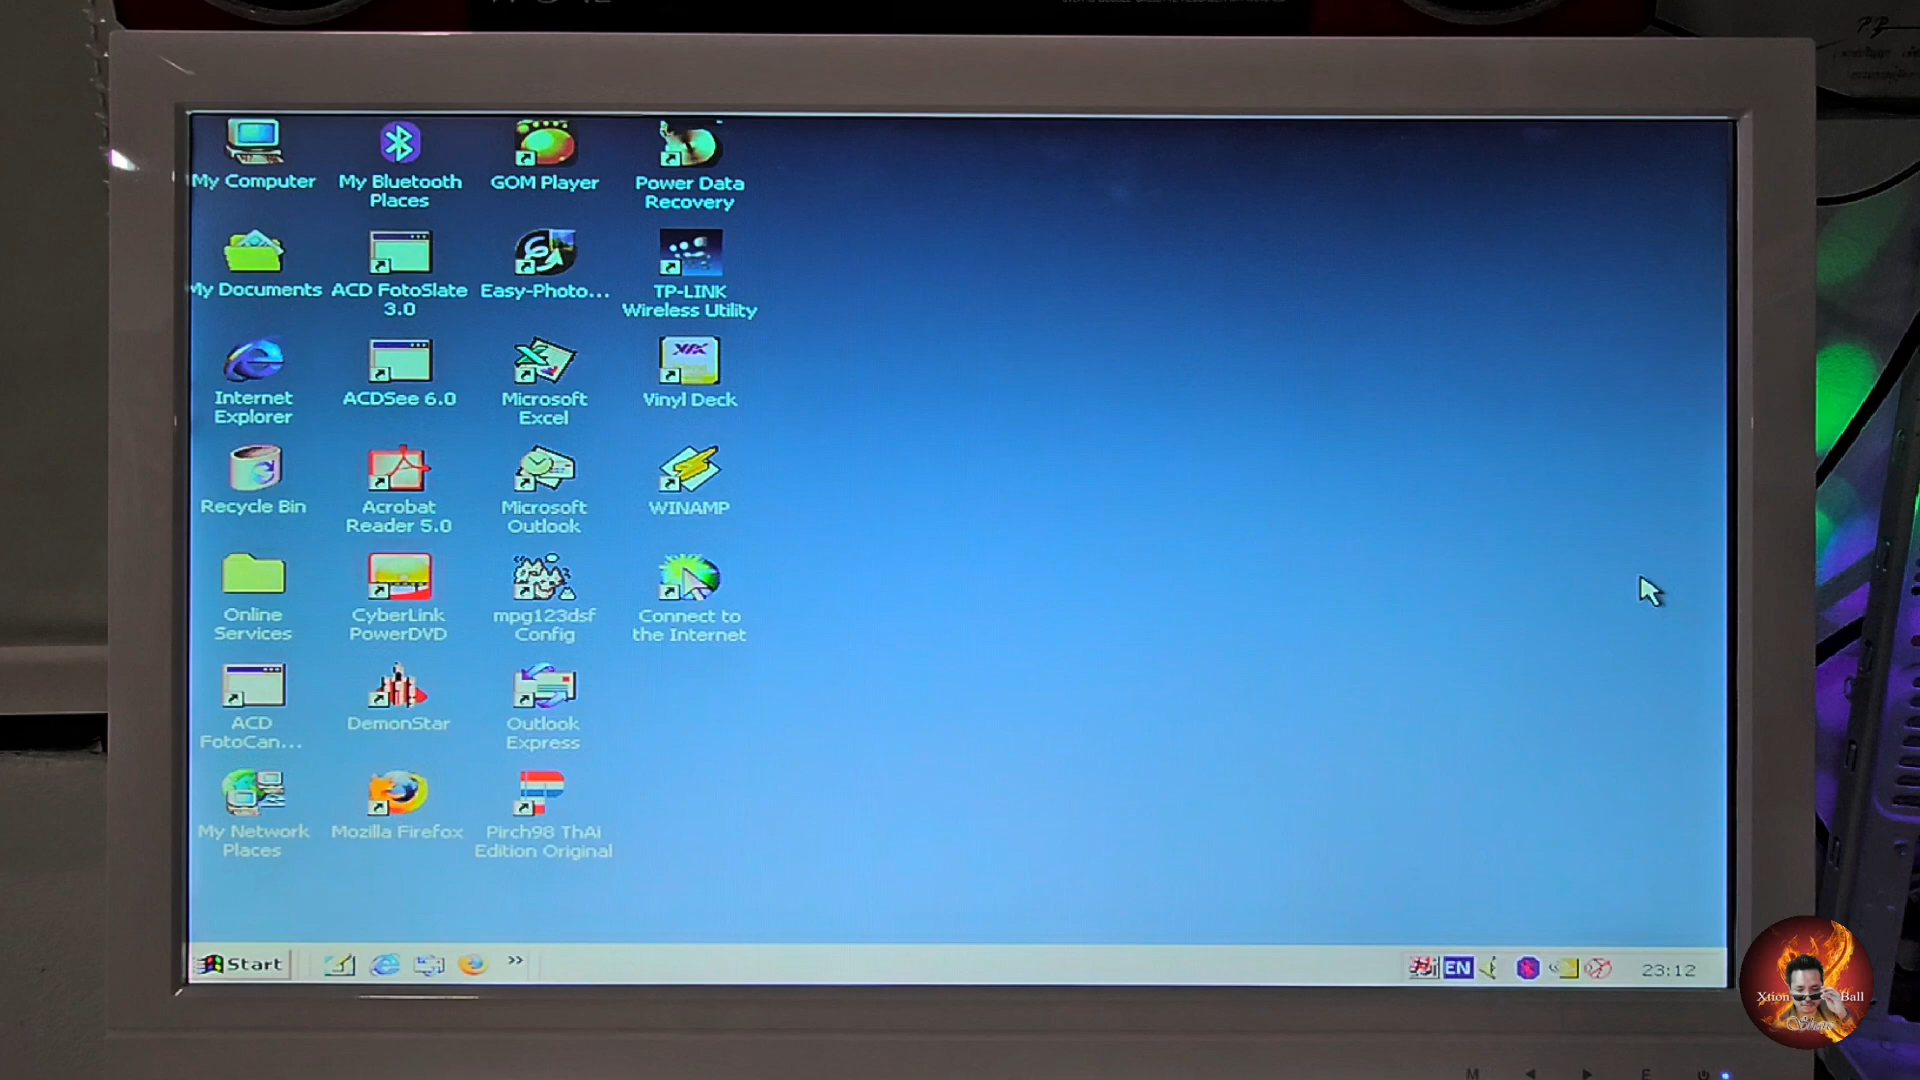 My Computer
My Bluetooth
Places
GOM Player
Power Data
Recovery
My Documents
ACD FotoSlate
3.0
Easy-Photo...
TP-LINK
Wireless Utility
Internet
Explorer
ACDSee 6.0
Microsoft
Excel
VIA
Vinyl Deck
Recycle Bin
Acrobat
Reader 5.0
Microsoft
Outlook
WINAMP
Online
Services
CyberLink
PowerDVD
mpg123dsf
Config
Connect to
the Internet
ACD
FotoCan...
DemonStar
Outlook
Express
My Network
Places
Mozilla Firefox
Pirch98 ThAi
Edition Original
Start
»
EN
23:12
Xtion Ball
M
E